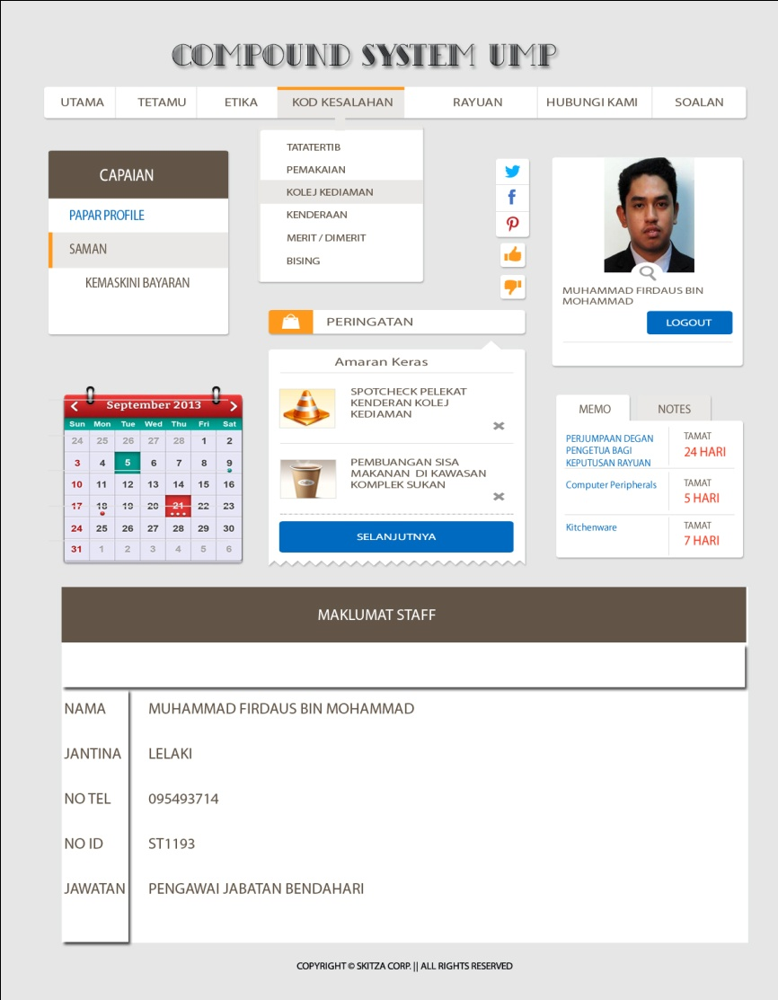 COMPOUND SYSTEM UMP
UTAMA TETAMU ETIKA KOD KESALAHAN RAYUAN HUBUNGI KAMI SOALAN
TATATERTIB
PEMAKAIAN
KOLEJ KEDIAMAN
KENDERAAN
MERIT / DIMERIT
BISING
CAPAIAN
PAPAR PROFILE
SAMAN
KEMASKINI BAYARAN
MUHAMMAD FIRDAUS BIN
MOHAMMAD
LOGOUT
PERINGATAN
Amaran Keras
SPOTCHECK PELEKAT
KENDERAN KOLEJ
KEDIAMAN
PEMBUANGAN SISA
MAKANAN DI KAWASAN
KOMPLEK SUKAN
SELANJUTNYA
September 2013
Sun Mon Tue Wed Thu Fri Sat
24 25 26 27 28 1 2
3 4 5 6 7 8 9
10 11 12 13 14 15 16
17 18 19 20 21 22 23
24 25 26 27 28 29 30
31 1 2 3 4 5 6
MEMO NOTES
PERJUMPAAN DEGAN
PENGETUA BAGI
KEPUTUSAN RAYUAN
TAMAT
24 HARI
Computer Peripherals
TAMAT
5 HARI
Kitchenware
TAMAT
7 HARI
MAKLUMAT STAFF
NAMA MUHAMMAD FIRDAUS BIN MOHAMMAD
JANTINA LELAKI
NO TEL 095493714
NO ID ST1193
JAWATAN PENGAWAI JABATAN BENDAHARI
COPYRIGHT © SKITZA CORP. || ALL RIGHTS RESERVED